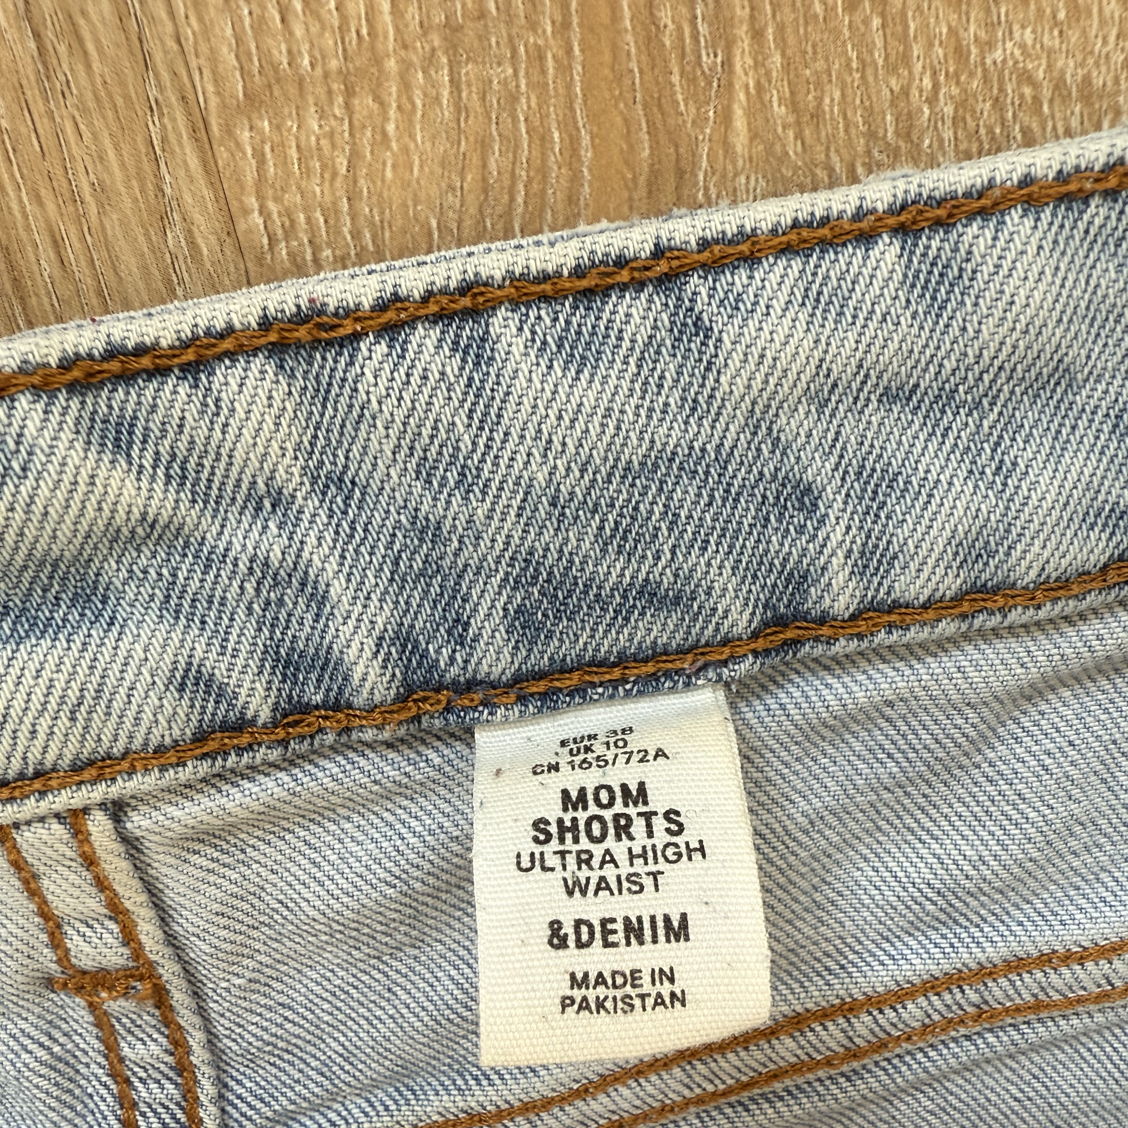 EUR 38
UK 10
CN 165/72A
MOM
SHORTS
ULTRA HIGH
WAIST
&DENIM
MADE IN
PAKISTAN